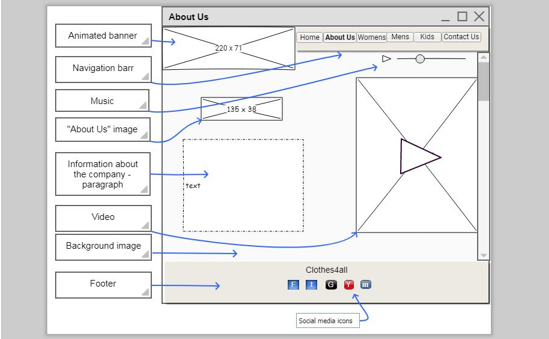 About Us
Animated banner
220 x 71
Home
About Us
Womens
Mens
Kids
Contact Us
Navigation barr
Music
135 x 38
"About Us" image
Information about
the company -
paragraph
text
Video
Background image
Footer
Clothes4all
Social media icons